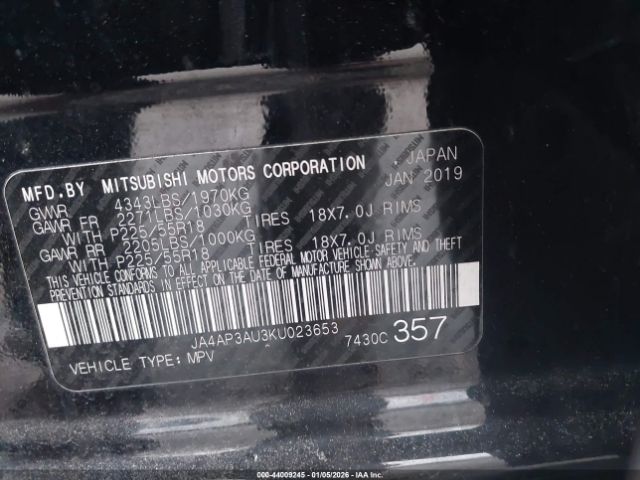 MFD.BY MITSUBISHI MOTORS CORPORATION JAPAN
GVWR 4343LBS/1970KG JAN 2019
GAWR FR 2271LBS/1030KG TIRES 18X7.0J RIMS
WITH P225/55R18
GAWR RR 2205LBS/1000KG TIRES 18X7.0J RIMS
WITH P225/55R18
THIS VEHICLE CONFORMS TO ALL APPLICABLE FEDERAL MOTOR VEHICLE SAFETY AND THEFT
PREVENTION STANDARDS IN EFFECT ON THE DATE OF MANUFACTURE SHOWN ABOVE.
JA4AP3AU3KU023653 7430C 357
VEHICLE TYPE: MPV
000-44009245 - 01/05/2026 - IAA - Copart